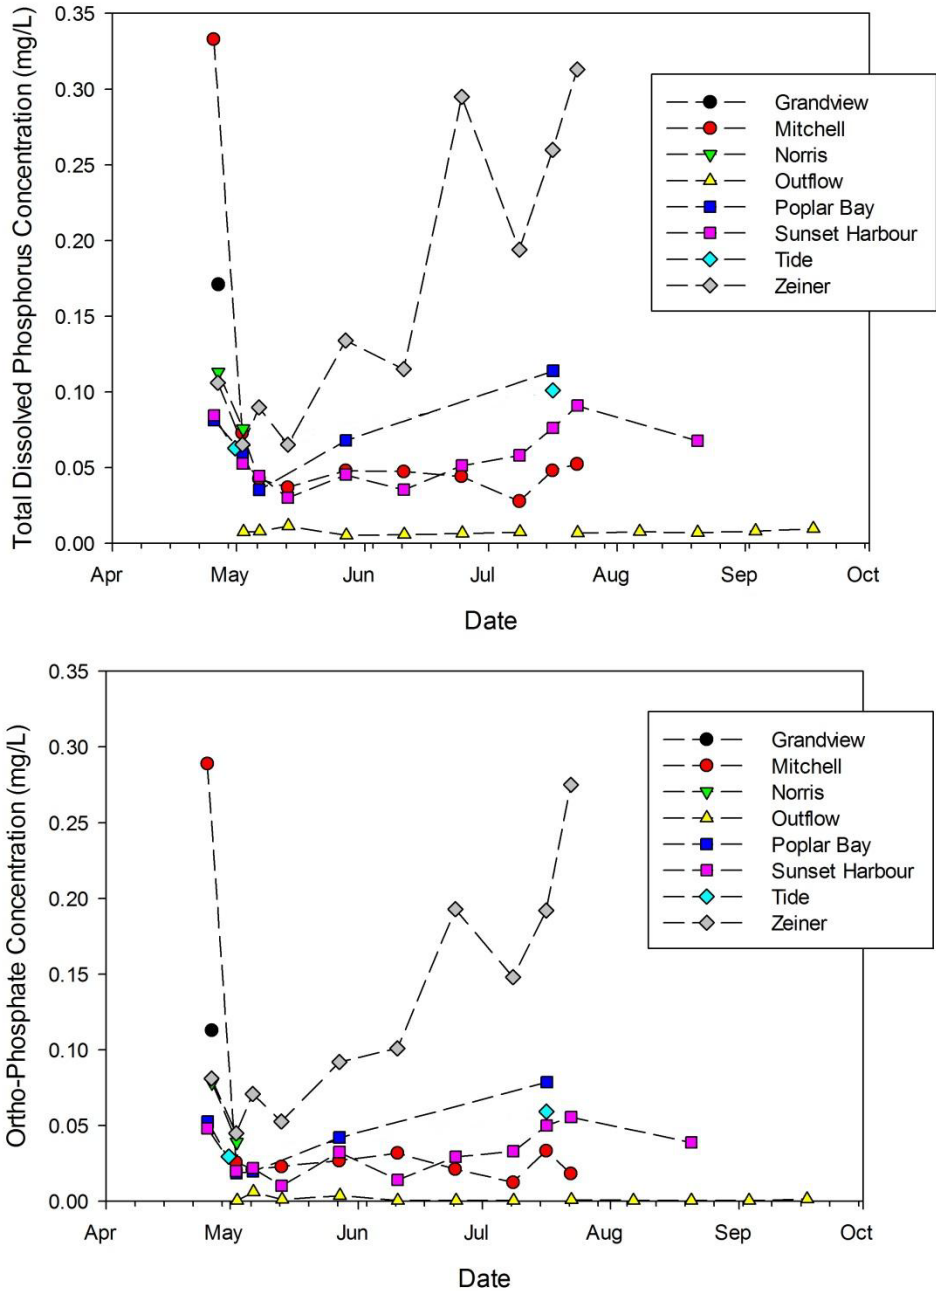 Total Dissolved Phosphorus Concentration (mg/L)
0.35
0.30
0.25
0.20
0.15
0.10
0.05
0.00
Grandview
Mitchell
Norris
Outflow
Poplar Bay
Sunset Harbour
Tide
Zeiner
Apr May Jun Jul Aug Sep Oct
Date
Ortho-Phosphate Concentration (mg/L)
0.35
0.30
0.25
0.20
0.15
0.10
0.05
0.00
Grandview
Mitchell
Norris
Outflow
Poplar Bay
Sunset Harbour
Tide
Zeiner
Apr May Jun Jul Aug Sep Oct
Date